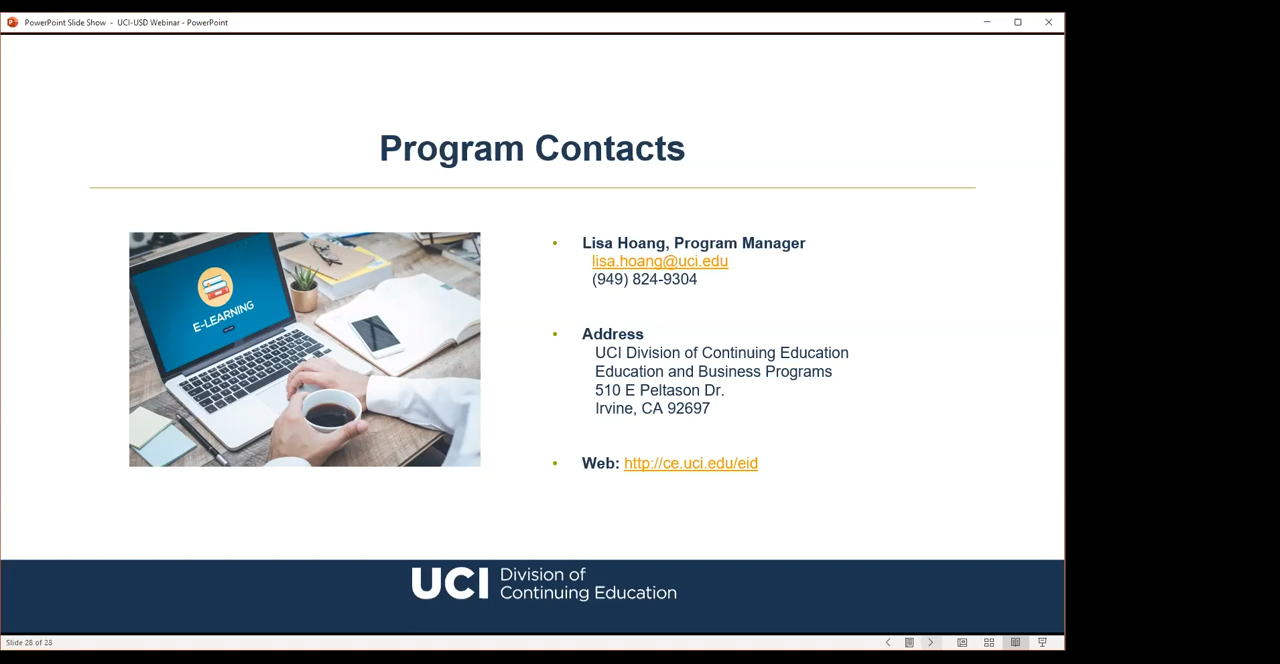 PowerPoint Slide Show - UCI-USD Webinar - PowerPoint
Program Contacts
E-LEARNING
• Lisa Hoang, Program Manager
lisa.hoang@uci.edu
(949) 824-9304
• Address
UCI Division of Continuing Education
Education and Business Programs
510 E Peltason Dr.
Irvine, CA 92697
• Web: http://ce.uci.edu/eid
UCI Division of
Continuing Education
Slide 28 of 28